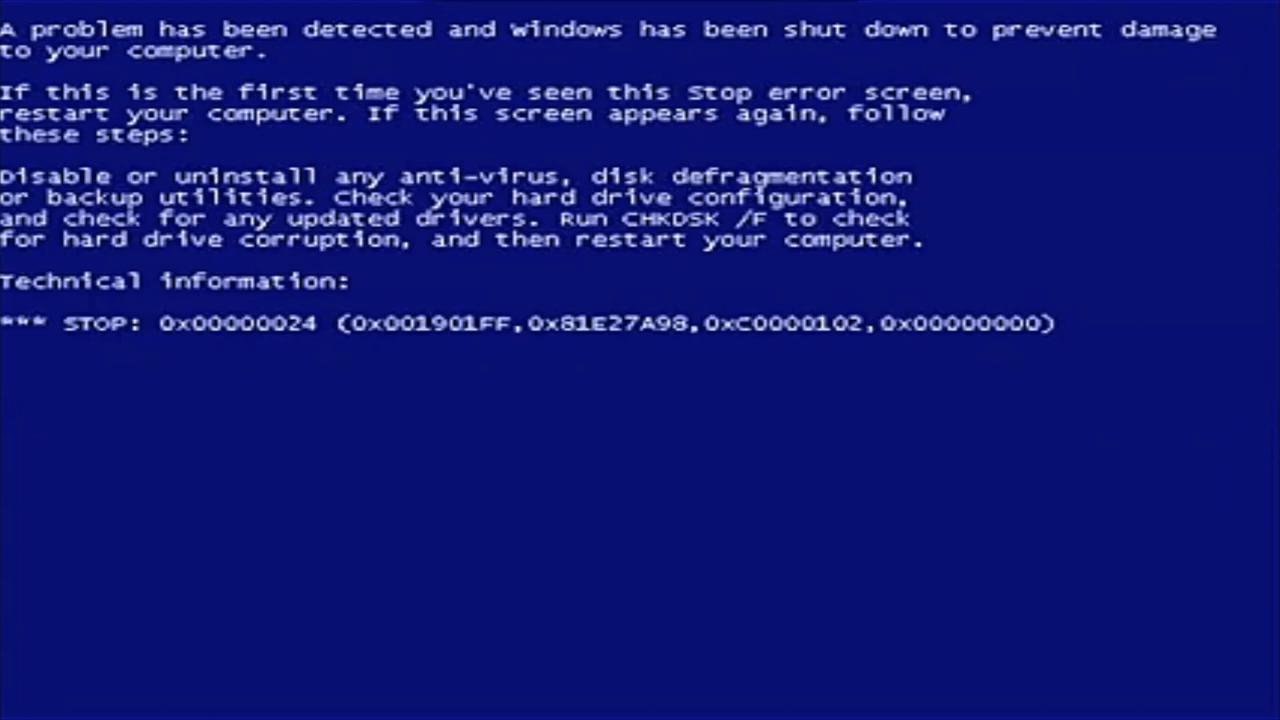 A problem has been detected and Windows has been shut down to prevent damage
to your computer.
If this is the first time you've seen this Stop error screen,
restart your computer. If this screen appears again, follow
these steps:
Disable or uninstall any anti-virus, disk defragmentation
or backup utilities. Check your hard drive configuration,
and check for any updated drivers. Run CHKDSK /F to check
for hard drive corruption, and then restart your computer.
Technical information:
*** STOP: 0x00000024 (0x001901FF,0x81E27A98,0xC0000102,0x00000000)